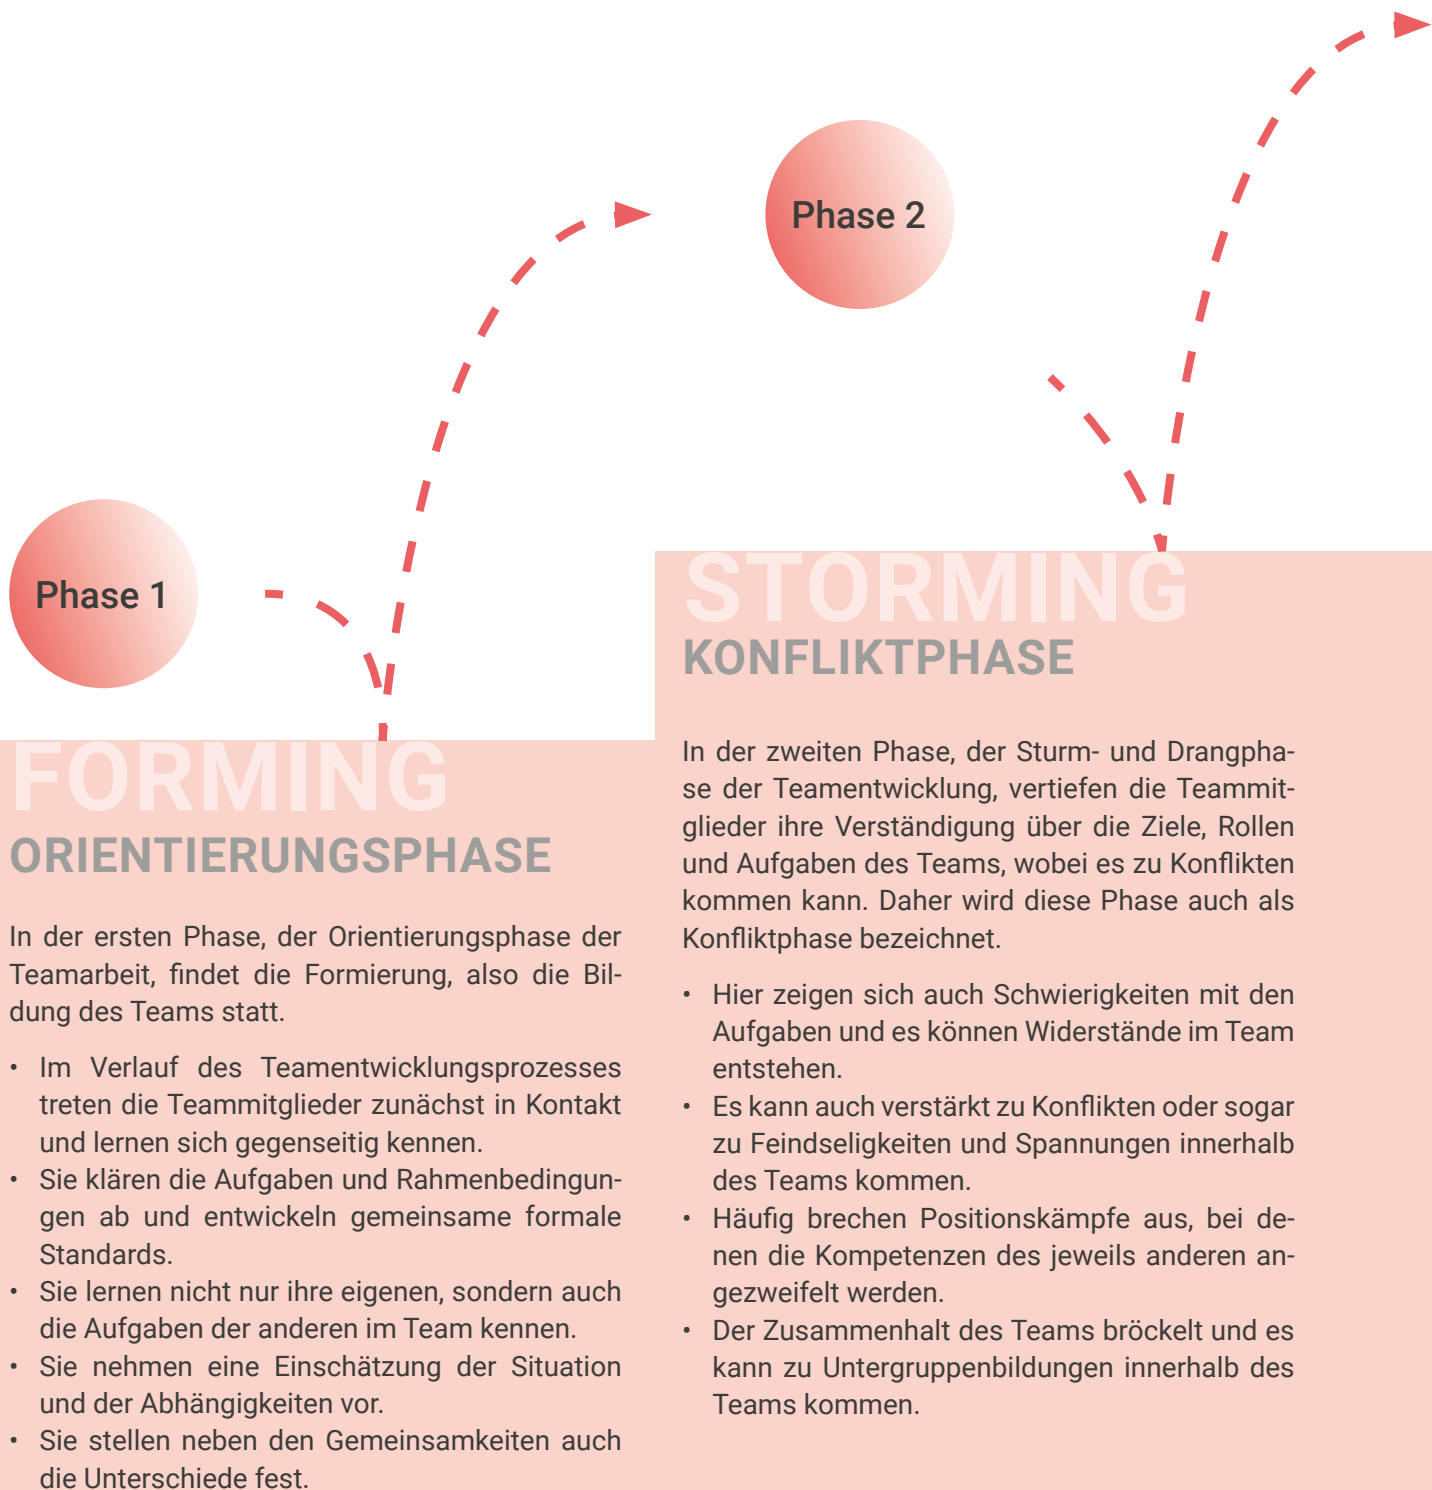 Phase 1
FORMING
ORIENTIERUNGSPHASE
In der ersten Phase, der Orientierungsphase der
Teamarbeit, findet die Formierung, also die Bil-
dung des Teams statt.
• Im Verlauf des Teamentwicklungsprozesses
treten die Teammitglieder zunächst in Kontakt
und lernen sich gegenseitig kennen.
• Sie klären die Aufgaben und Rahmenbedingun-
gen ab und entwickeln gemeinsame formale
Standards.
• Sie lernen nicht nur ihre eigenen, sondern auch
die Aufgaben der anderen im Team kennen.
• Sie nehmen eine Einschätzung der Situation
und der Abhängigkeiten vor.
• Sie stellen neben den Gemeinsamkeiten auch
die Unterschiede fest.
Phase 2
STORMING
KONFLIKTPHASE
In der zweiten Phase, der Sturm- und Drangpha-
se der Teamentwicklung, vertiefen die Teammit-
glieder ihre Verständigung über die Ziele, Rollen
und Aufgaben des Teams, wobei es zu Konflikten
kommen kann. Daher wird diese Phase auch als
Konfliktphase bezeichnet.
• Hier zeigen sich auch Schwierigkeiten mit den
Aufgaben und es können Widerstände im Team
entstehen.
• Es kann auch verstärkt zu Konflikten oder sogar
zu Feindseligkeiten und Spannungen innerhalb
des Teams kommen.
• Häufig brechen Positionskämpfe aus, bei de-
nen die Kompetenzen des jeweils anderen an-
gezweifelt werden.
• Der Zusammenhalt des Teams bröckelt und es
kann zu Untergruppenbildungen innerhalb des
Teams kommen.